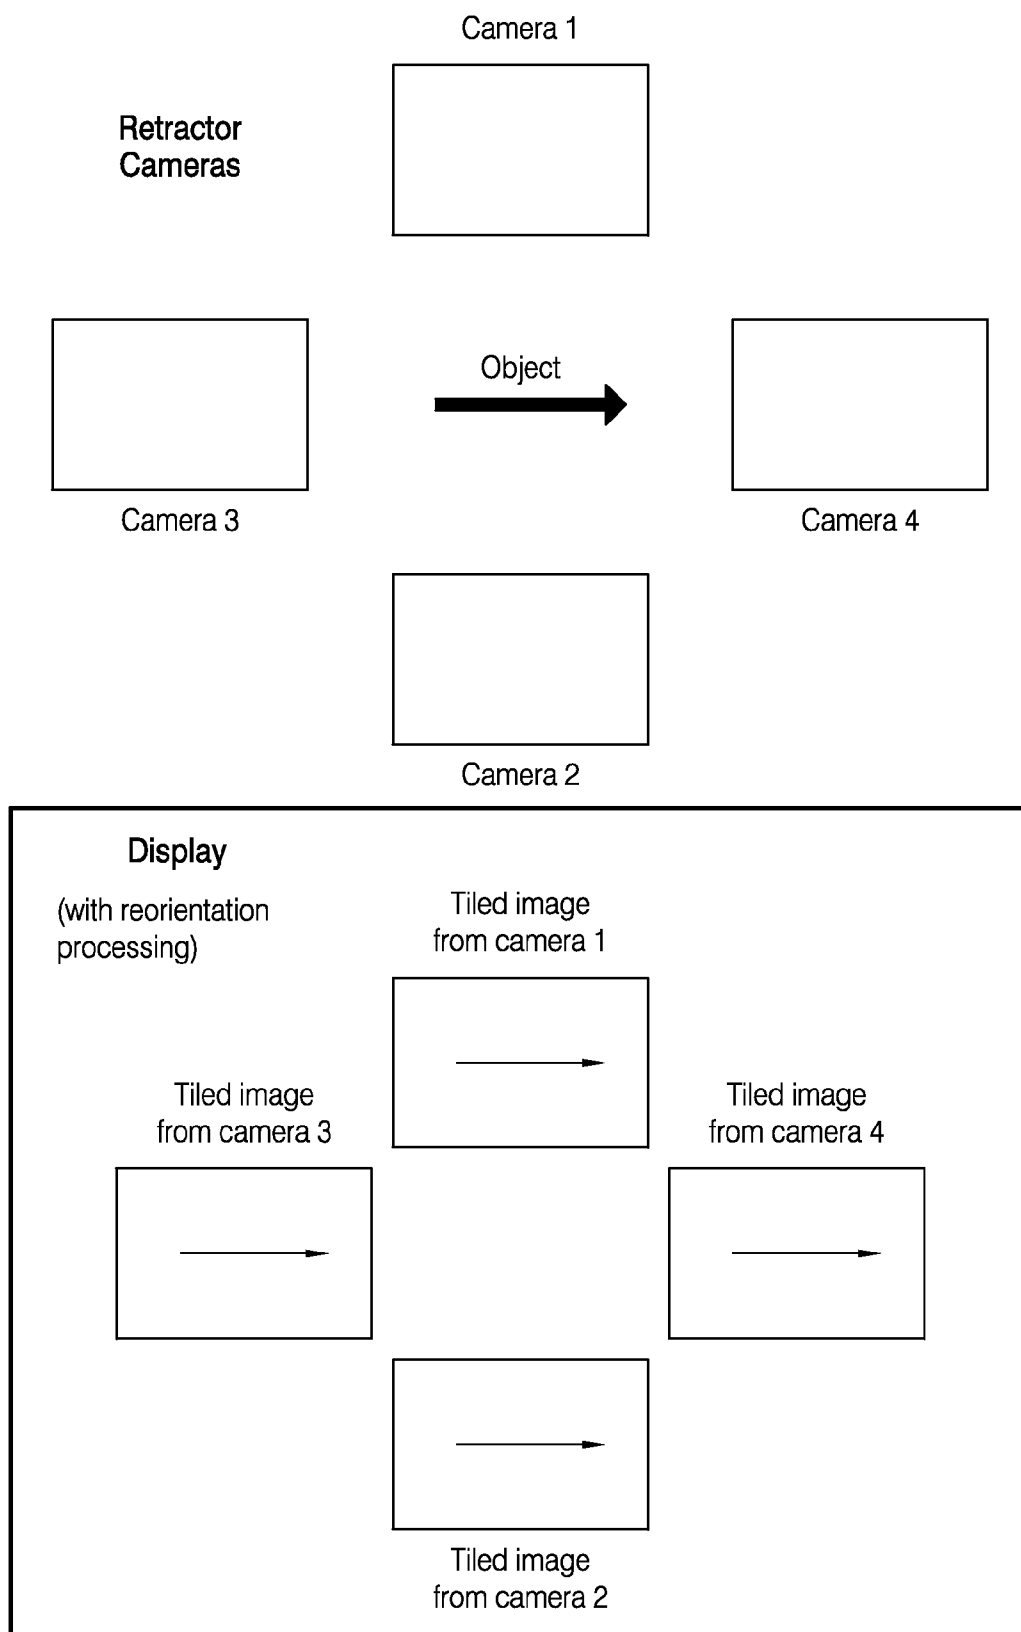 Camera 1
Retractor
Cameras
Object
Camera 3
Camera 4
Camera 2
Display
(with reorientation
processing)
Tiled image
from camera 1
Tiled image
from camera 3
Tiled image
from camera 4
Tiled image
from camera 2